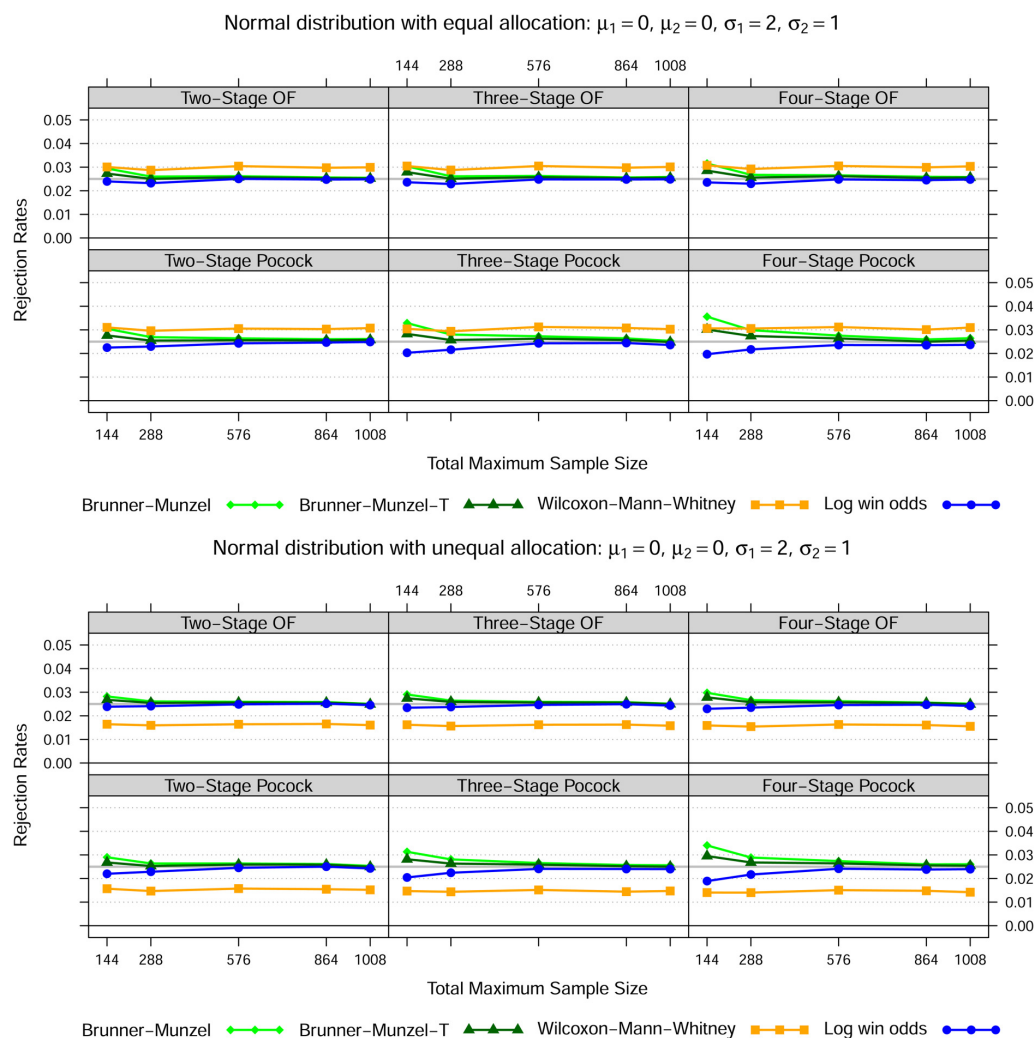 Normal distribution with equal allocation: μ₁ = 0, μ₂ = 0, σ₁ = 2, σ₂ = 1
144 288 576 864 1008
Two−Stage OF Three−Stage OF Four−Stage OF
0.05
0.04
0.03
0.02
0.01
0.00
Rejection Rates
Two−Stage Pocock Three−Stage Pocock Four−Stage Pocock
0.05
0.04
0.03
0.02
0.01
0.00
144 288 576 864 1008 144 288 576 864 1008
Total Maximum Sample Size
Brunner−Munzel Brunner−Munzel−T Wilcoxon−Mann−Whitney Log win odds
Normal distribution with unequal allocation: μ₁ = 0, μ₂ = 0, σ₁ = 2, σ₂ = 1
144 288 576 864 1008
Two−Stage OF Three−Stage OF Four−Stage OF
0.05
0.04
0.03
0.02
0.01
0.00
Rejection Rates
Two−Stage Pocock Three−Stage Pocock Four−Stage Pocock
0.05
0.04
0.03
0.02
0.01
0.00
144 288 576 864 1008 144 288 576 864 1008
Total Maximum Sample Size
Brunner−Munzel Brunner−Munzel−T Wilcoxon−Mann−Whitney Log win odds